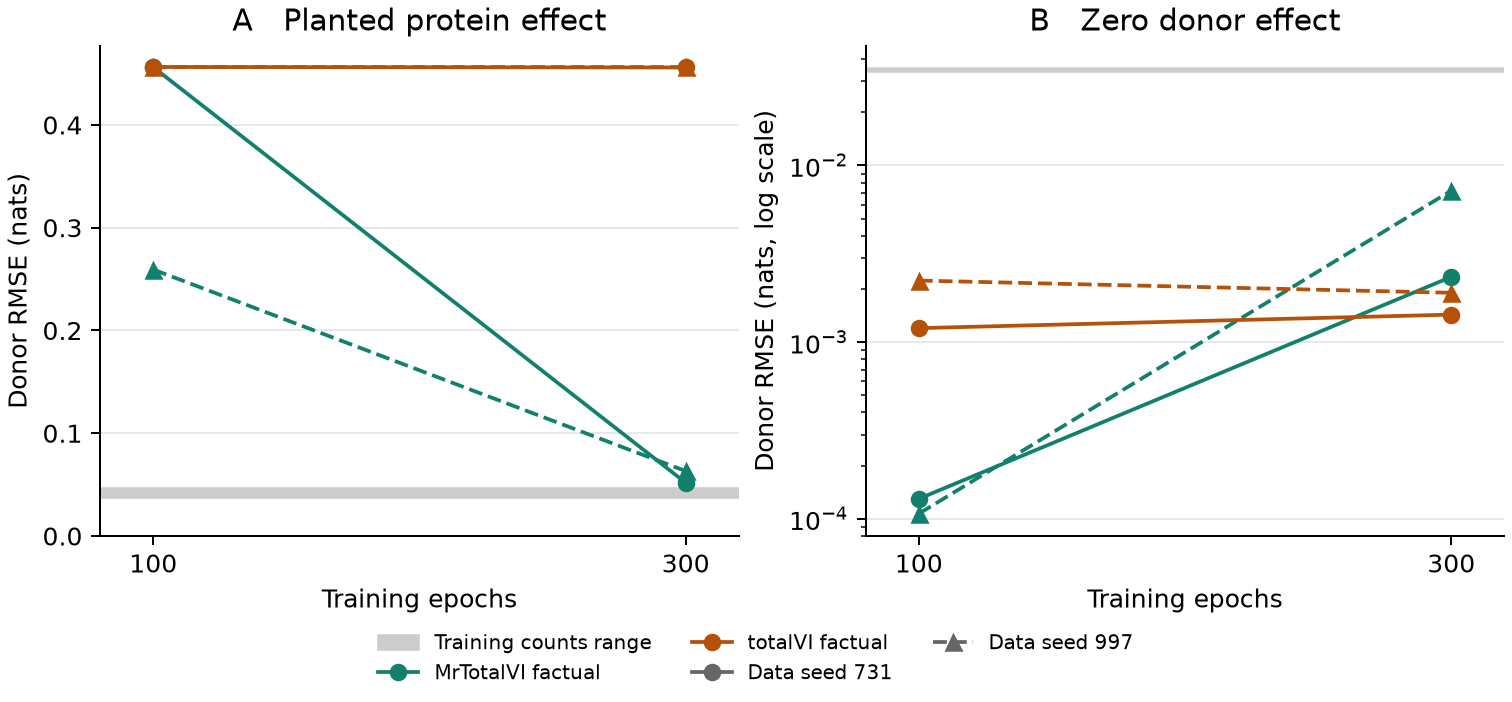 A Planted protein effect
Donor RMSE (nats)
0.4
0.3
0.2
0.1
0.0
100
300
Training epochs
B Zero donor effect
Donor RMSE (nats, log scale)
10⁻²
10⁻³
10⁻⁴
100
300
Training epochs
Training counts range
MrTotalVI factual
totalVI factual
Data seed 731
Data seed 997